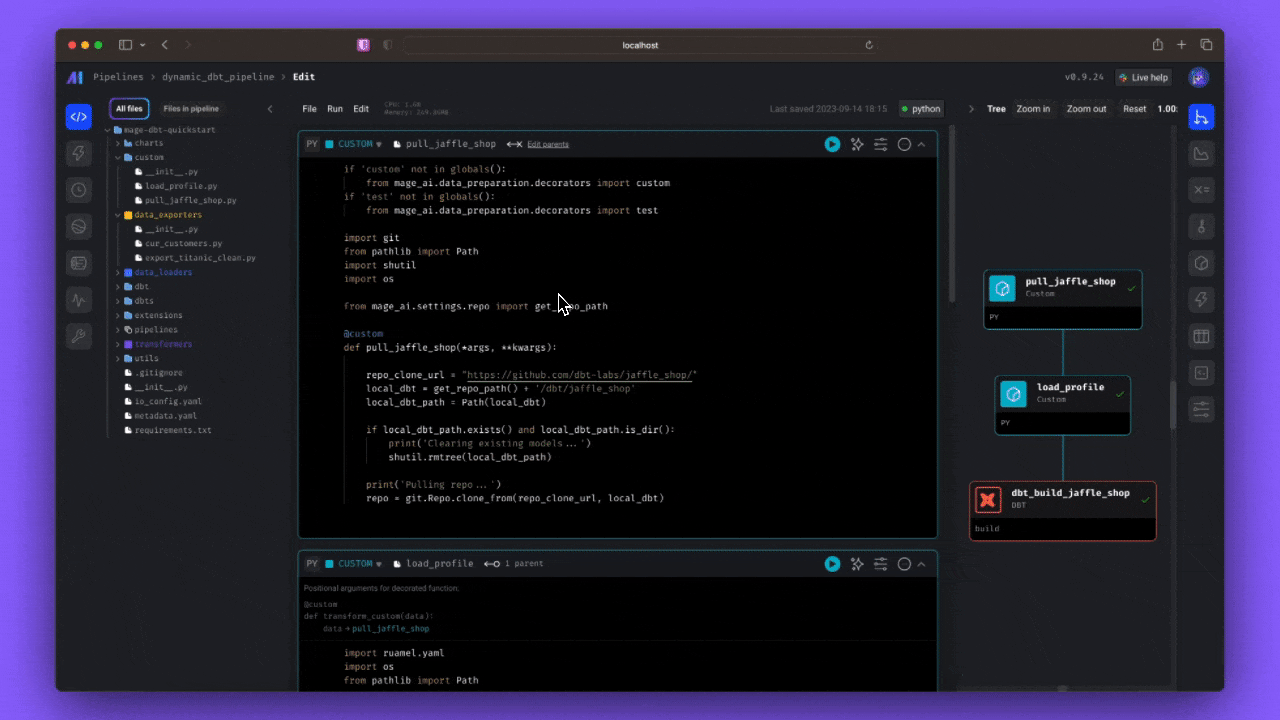 localhost
Pipelines > dynamic_dbt_pipeline > Edit
v0.9.24
Live help
All files
Files in pipeline
File Run Edit
CPU: 1.60
Memory: 249.86MB
Last saved 2023-09-14 18:15
python
Tree Zoom in Zoom out Reset 1.00:
mage-dbt-quickstart
charts
custom
__init__.py
load_profile.py
pull_jaffle_shop.py
data_exporters
__init__.py
cur_customers.py
export_titanic_clean.py
data_loaders
dbt
dbts
extensions
pipelines
transformers
utils
.gitignore
__init__.py
io_config.yaml
metadata.yaml
requirements.txt
PY CUSTOM pull_jaffle_shop Edit parents
if 'custom' not in globals():
from mage_ai.data_preparation.decorators import custom
if 'test' not in globals():
from mage_ai.data_preparation.decorators import test
import git
from pathlib import Path
import shutil
import os
from mage_ai.settings.repo import get_repo_path
@custom
def pull_jaffle_shop(*args, **kwargs):
repo_clone_url = "https://github.com/dbt-labs/jaffle_shop/"
local_dbt = get_repo_path() + '/dbt/jaffle_shop'
local_dbt_path = Path(local_dbt)
if local_dbt_path.exists() and local_dbt_path.is_dir():
print('Clearing existing models...')
shutil.rmtree(local_dbt_path)
print('Pulling repo...')
repo = git.Repo.clone_from(repo_clone_url, local_dbt)
PY CUSTOM load_profile 1 parent
Positional arguments for decorated function:
@custom
def transform_custom(data):
data → pull_jaffle_shop
import ruamel.yaml
import os
from pathlib import Path
pull_jaffle_shop
Custom
PY
load_profile
Custom
PY
dbt_build_jaffle_shop
DBT
build